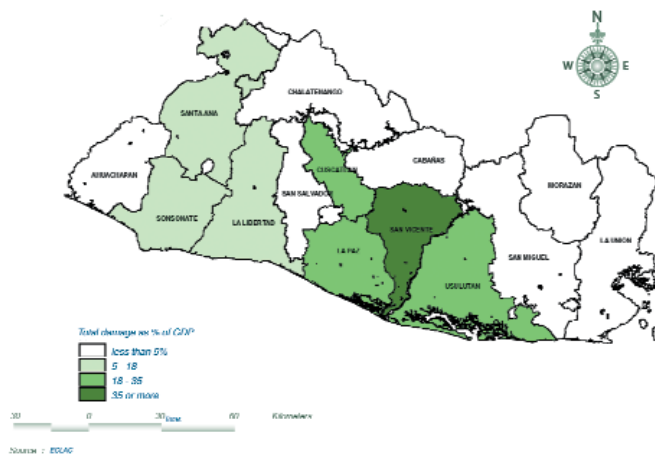 N
W E
S
CHALATENANGO
SANTA ANA
CABAÑAS
CUSCATLAN
MORAZAN
AHUACHAPAN
SAN SALVADOR
SONSONATE
LA LIBERTAD
SAN VICENTE
LA UNION
LA PAZ
SAN MIGUEL
USULUTAN
Total damage as % of GDP
less than 5%
5 - 18
18 - 35
35 or more
30 0 30 60 Kilometers
Source : ECLAC